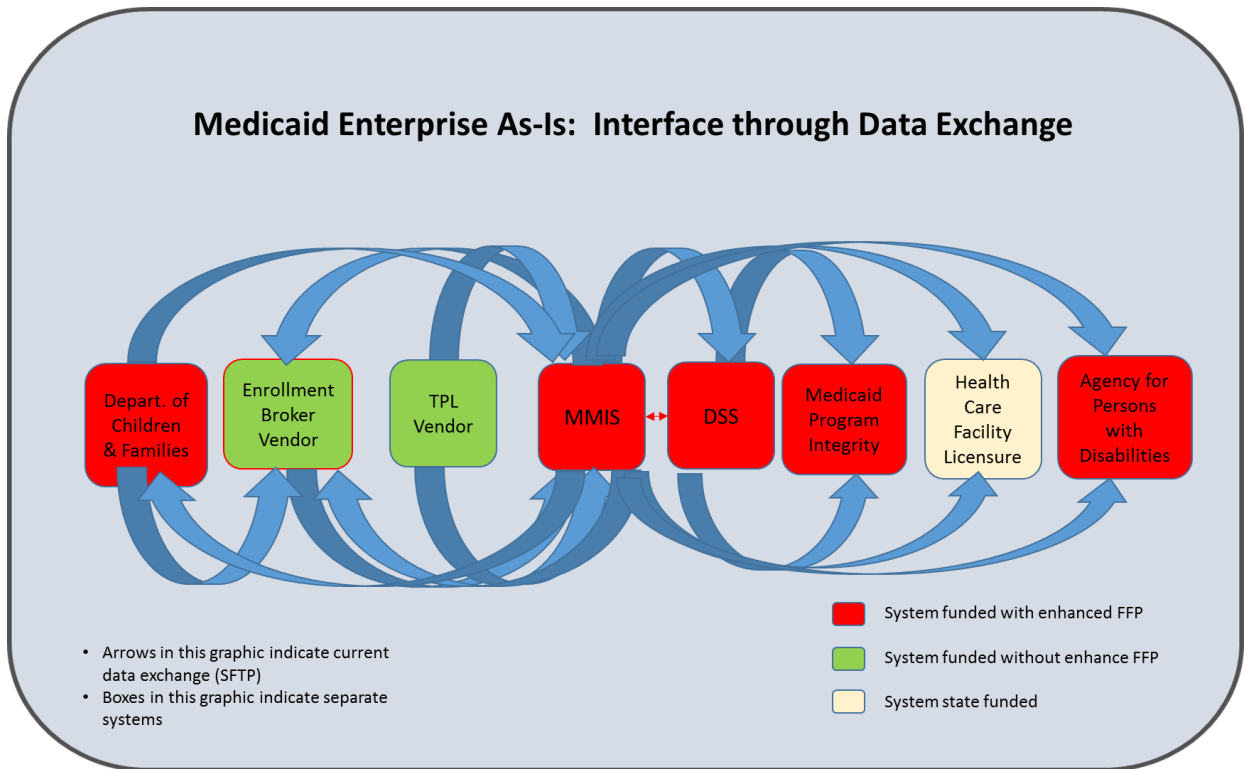 Medicaid Enterprise As-Is:  Interface through Data Exchange
Depart. of
Children
& Families
Enrollment
Broker
Vendor
TPL
Vendor
MMIS
DSS
Medicaid
Program
Integrity
Health
Care
Facility
Licensure
Agency for
Persons
with
Disabilities
• Arrows in this graphic indicate current
data exchange (SFTP)
• Boxes in this graphic indicate separate
systems
System funded with enhanced FFP
System funded without enhance FFP
System state funded